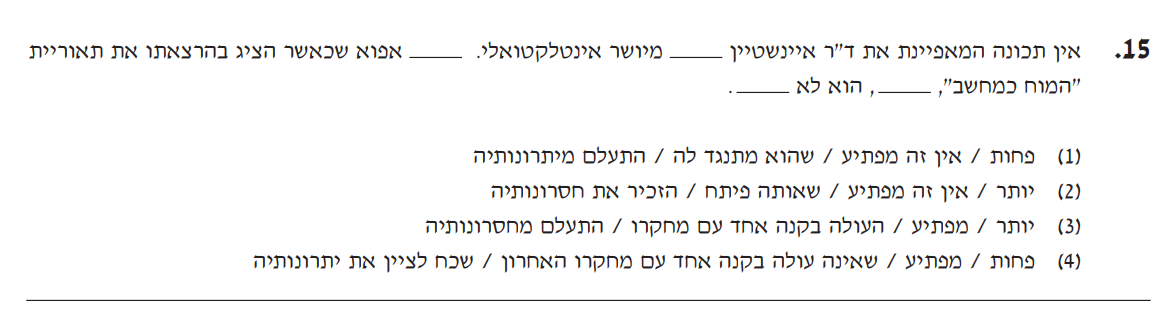 15. אין תכונה המאפיינת את ד"ר איינשטיין _____ מיושר אינטלקטואלי. _____ אפוא שכאשר הציג בהרצאתו את תאוריית
"המוח כמחשב", _____, הוא לא _____.
(1) פחות / אין זה מפתיע / שהוא מתנגד לה / התעלם מיתרונותיה
(2) יותר / אין זה מפתיע / שאותה פיתח / הזכיר את חסרונותיה
(3) יותר / מפתיע / העולה בקנה אחד עם מחקרו / התעלם מחסרונותיה
(4) פחות / מפתיע / שאינה עולה בקנה אחד עם מחקרו האחרון / שכח לציין את יתרונותיה